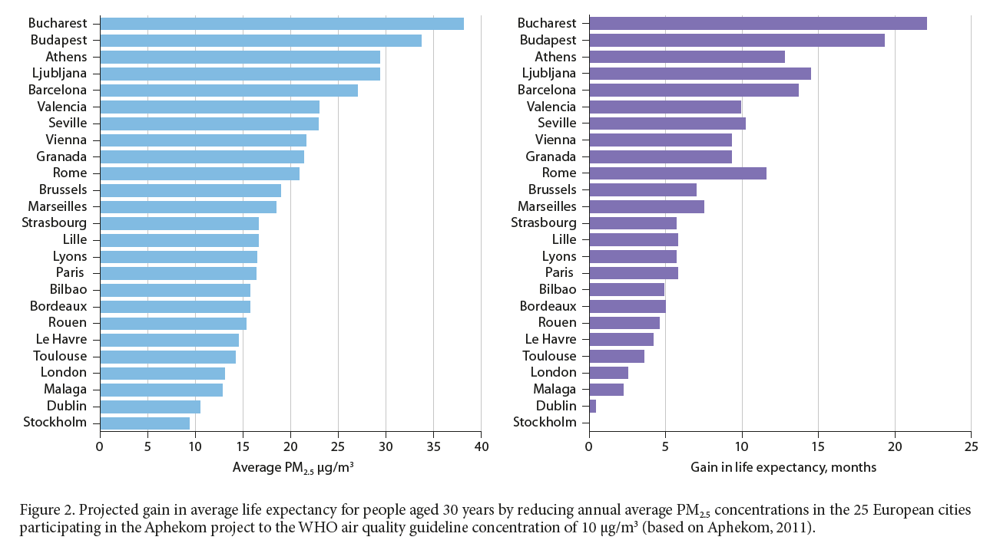 Bucharest
Budapest
Athens
Ljubljana
Barcelona
Valencia
Seville
Vienna
Granada
Rome
Brussels
Marseilles
Strasbourg
Lille
Lyons
Paris
Bilbao
Bordeaux
Rouen
Le Havre
Toulouse
London
Malaga
Dublin
Stockholm
0 5 10 15 20 25 30 35 40
Average PM2.5 µg/m³
Bucharest
Budapest
Athens
Ljubljana
Barcelona
Valencia
Seville
Vienna
Granada
Rome
Brussels
Marseilles
Strasbourg
Lille
Lyons
Paris
Bilbao
Bordeaux
Rouen
Le Havre
Toulouse
London
Malaga
Dublin
Stockholm
0 5 10 15 20 25
Gain in life expectancy, months
Figure 2. Projected gain in average life expectancy for people aged 30 years by reducing annual average PM2.5 concentrations in the 25 European cities
participating in the Aphekom project to the WHO air quality guideline concentration of 10 µg/m³ (based on Aphekom, 2011).